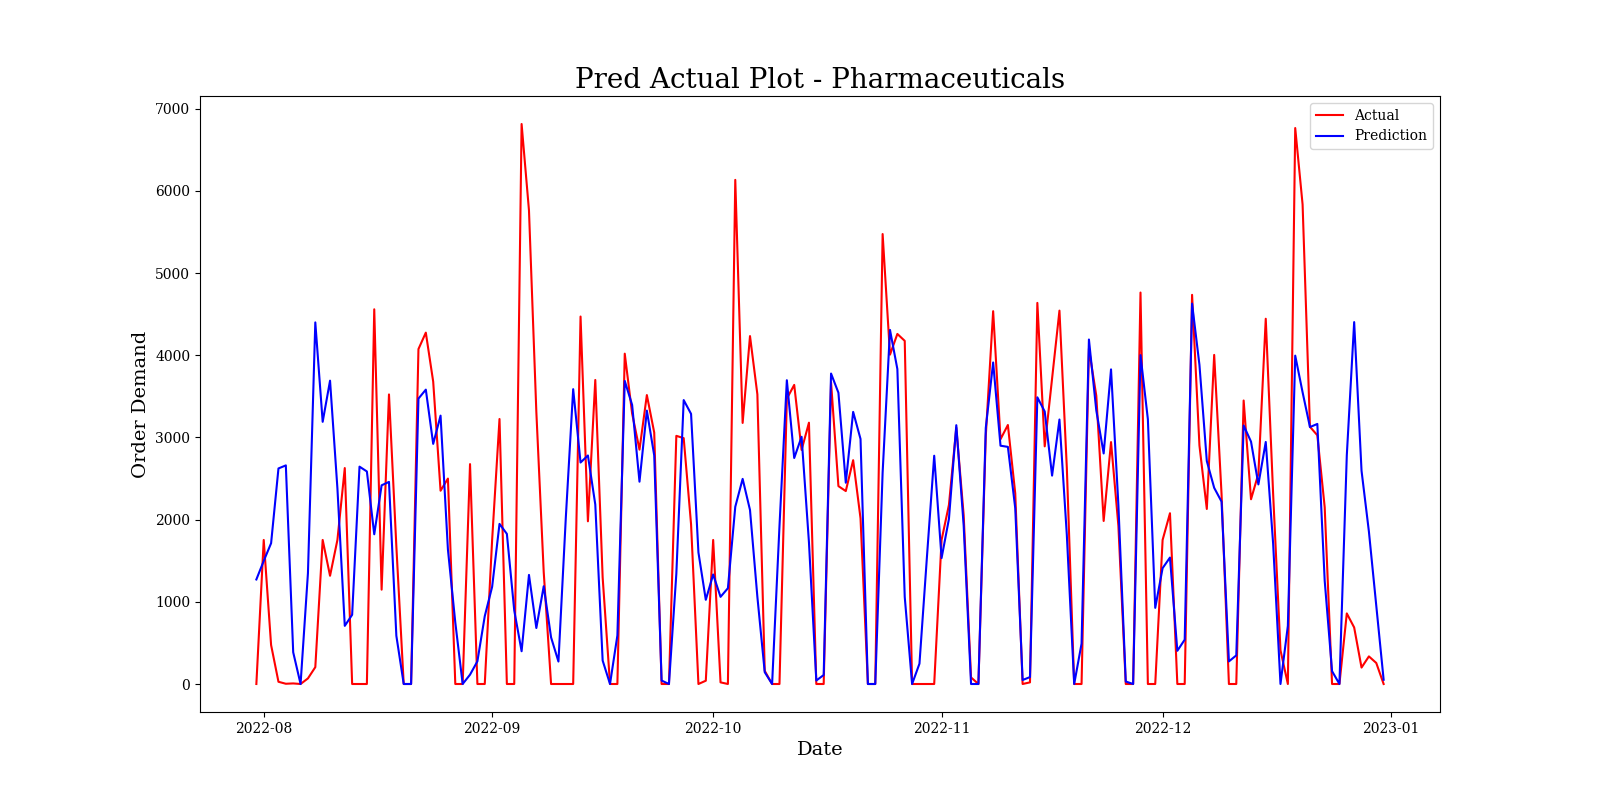 Pred Actual Plot - Pharmaceuticals
Actual
Prediction
Order Demand
7000
6000
5000
4000
3000
2000
1000
0
2022-08 2022-09 2022-10 2022-11 2022-12 2023-01
Date